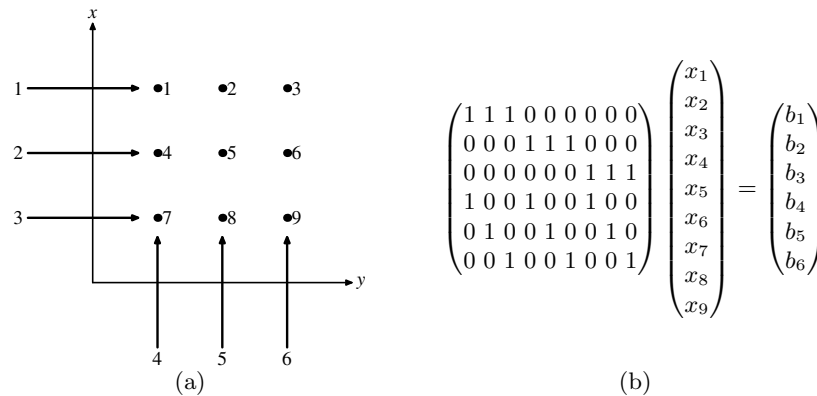 x
1 1 2 3
2 4 5 6
3 7 8 9
y
4 5 6
(a)
1 1 1 0 0 0 0 0 0
0 0 0 1 1 1 0 0 0
0 0 0 0 0 0 1 1 1
1 0 0 1 0 0 1 0 0
0 1 0 0 1 0 0 1 0
0 0 1 0 0 1 0 0 1
x₁
x₂
x₃
x₄
x₅
x₆
x₇
x₈
x₉
=
b₁
b₂
b₃
b₄
b₅
b₆
(b)